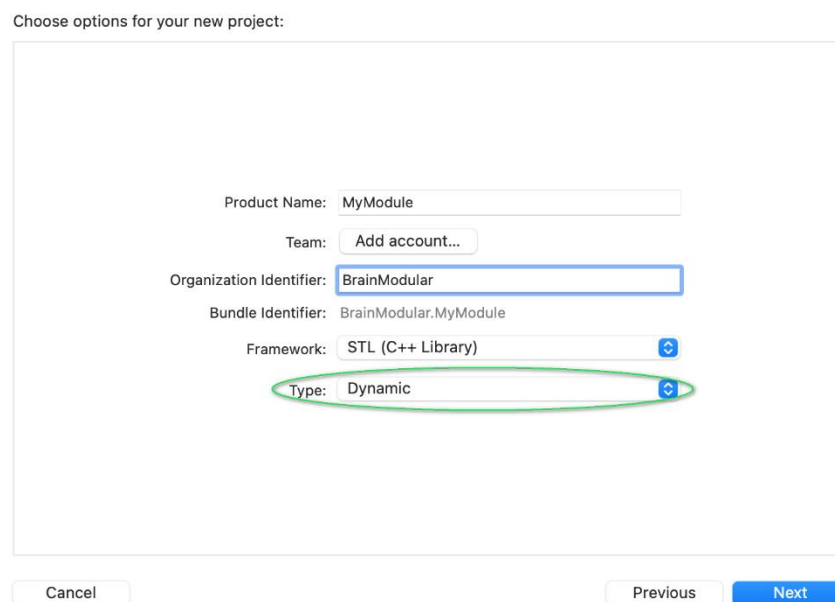 Choose options for your new project:
Product Name: MyModule
Team: Add account...
Organization Identifier: BrainModular
Bundle Identifier: BrainModular.MyModule
Framework: STL (C++ Library)
Type: Dynamic
Cancel Previous Next